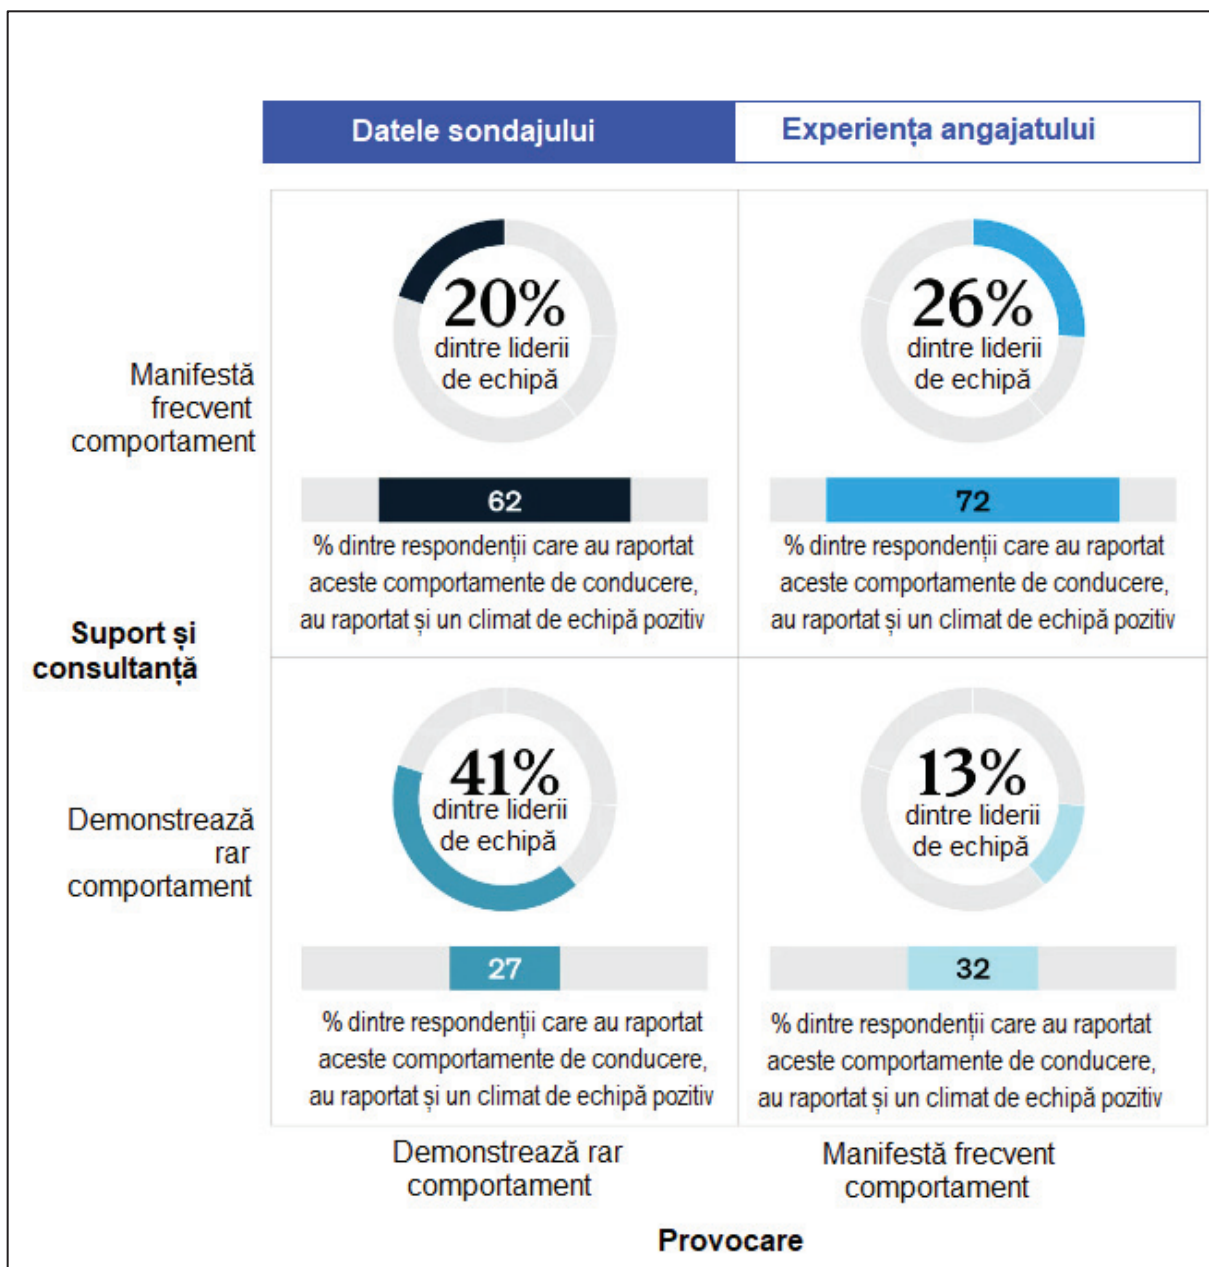 Datele sondajului
Experiența angajatului
20%
dintre liderii
de echipă
26%
dintre liderii
de echipă
Manifestă
frecvent
comportament
62
% dintre respondenții care au raportat
aceste comportamente de conducere,
au raportat și un climat de echipă pozitiv
72
% dintre respondenții care au raportat
aceste comportamente de conducere,
au raportat și un climat de echipă pozitiv
Suport și
consultanță
41%
dintre liderii
de echipă
13%
dintre liderii
de echipă
Demonstrează
rar
comportament
27
% dintre respondenții care au raportat
aceste comportamente de conducere,
au raportat și un climat de echipă pozitiv
32
% dintre respondenții care au raportat
aceste comportamente de conducere,
au raportat și un climat de echipă pozitiv
Demonstrează rar
comportament
Manifestă frecvent
comportament
Provocare